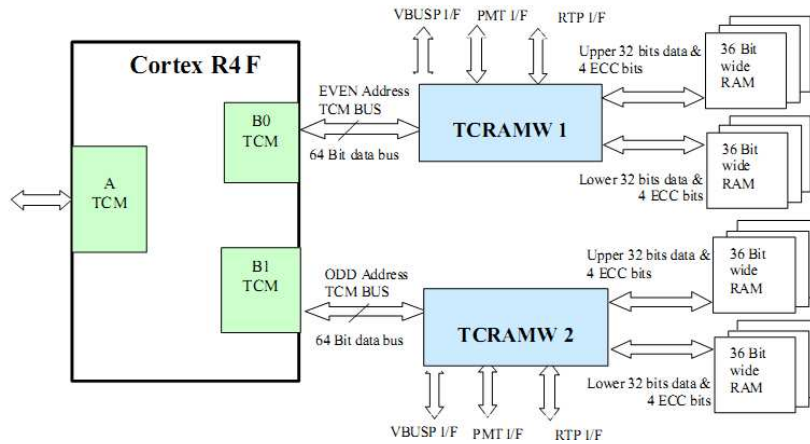 VBUSP I/F
PMT I/F
RTP I/F
Cortex R4F
Upper 32 bits data &
4 ECC bits
36 Bit
wide
RAM
EVEN Address
TCM BUS
B0
TCM
TCRAMW 1
64 Bit data bus
36 Bit
wide
RAM
Lower 32 bits data &
4 ECC bits
A
TCM
Upper 32 bits data &
4 ECC bits
36 Bit
wide
RAM
B1
TCM
ODD Address
TCM BUS
TCRAMW 2
64 Bit data bus
36 Bit
wide
RAM
Lower 32 bits data &
4 ECC bits
VBUSP I/F
PMT I/F
RTP I/F